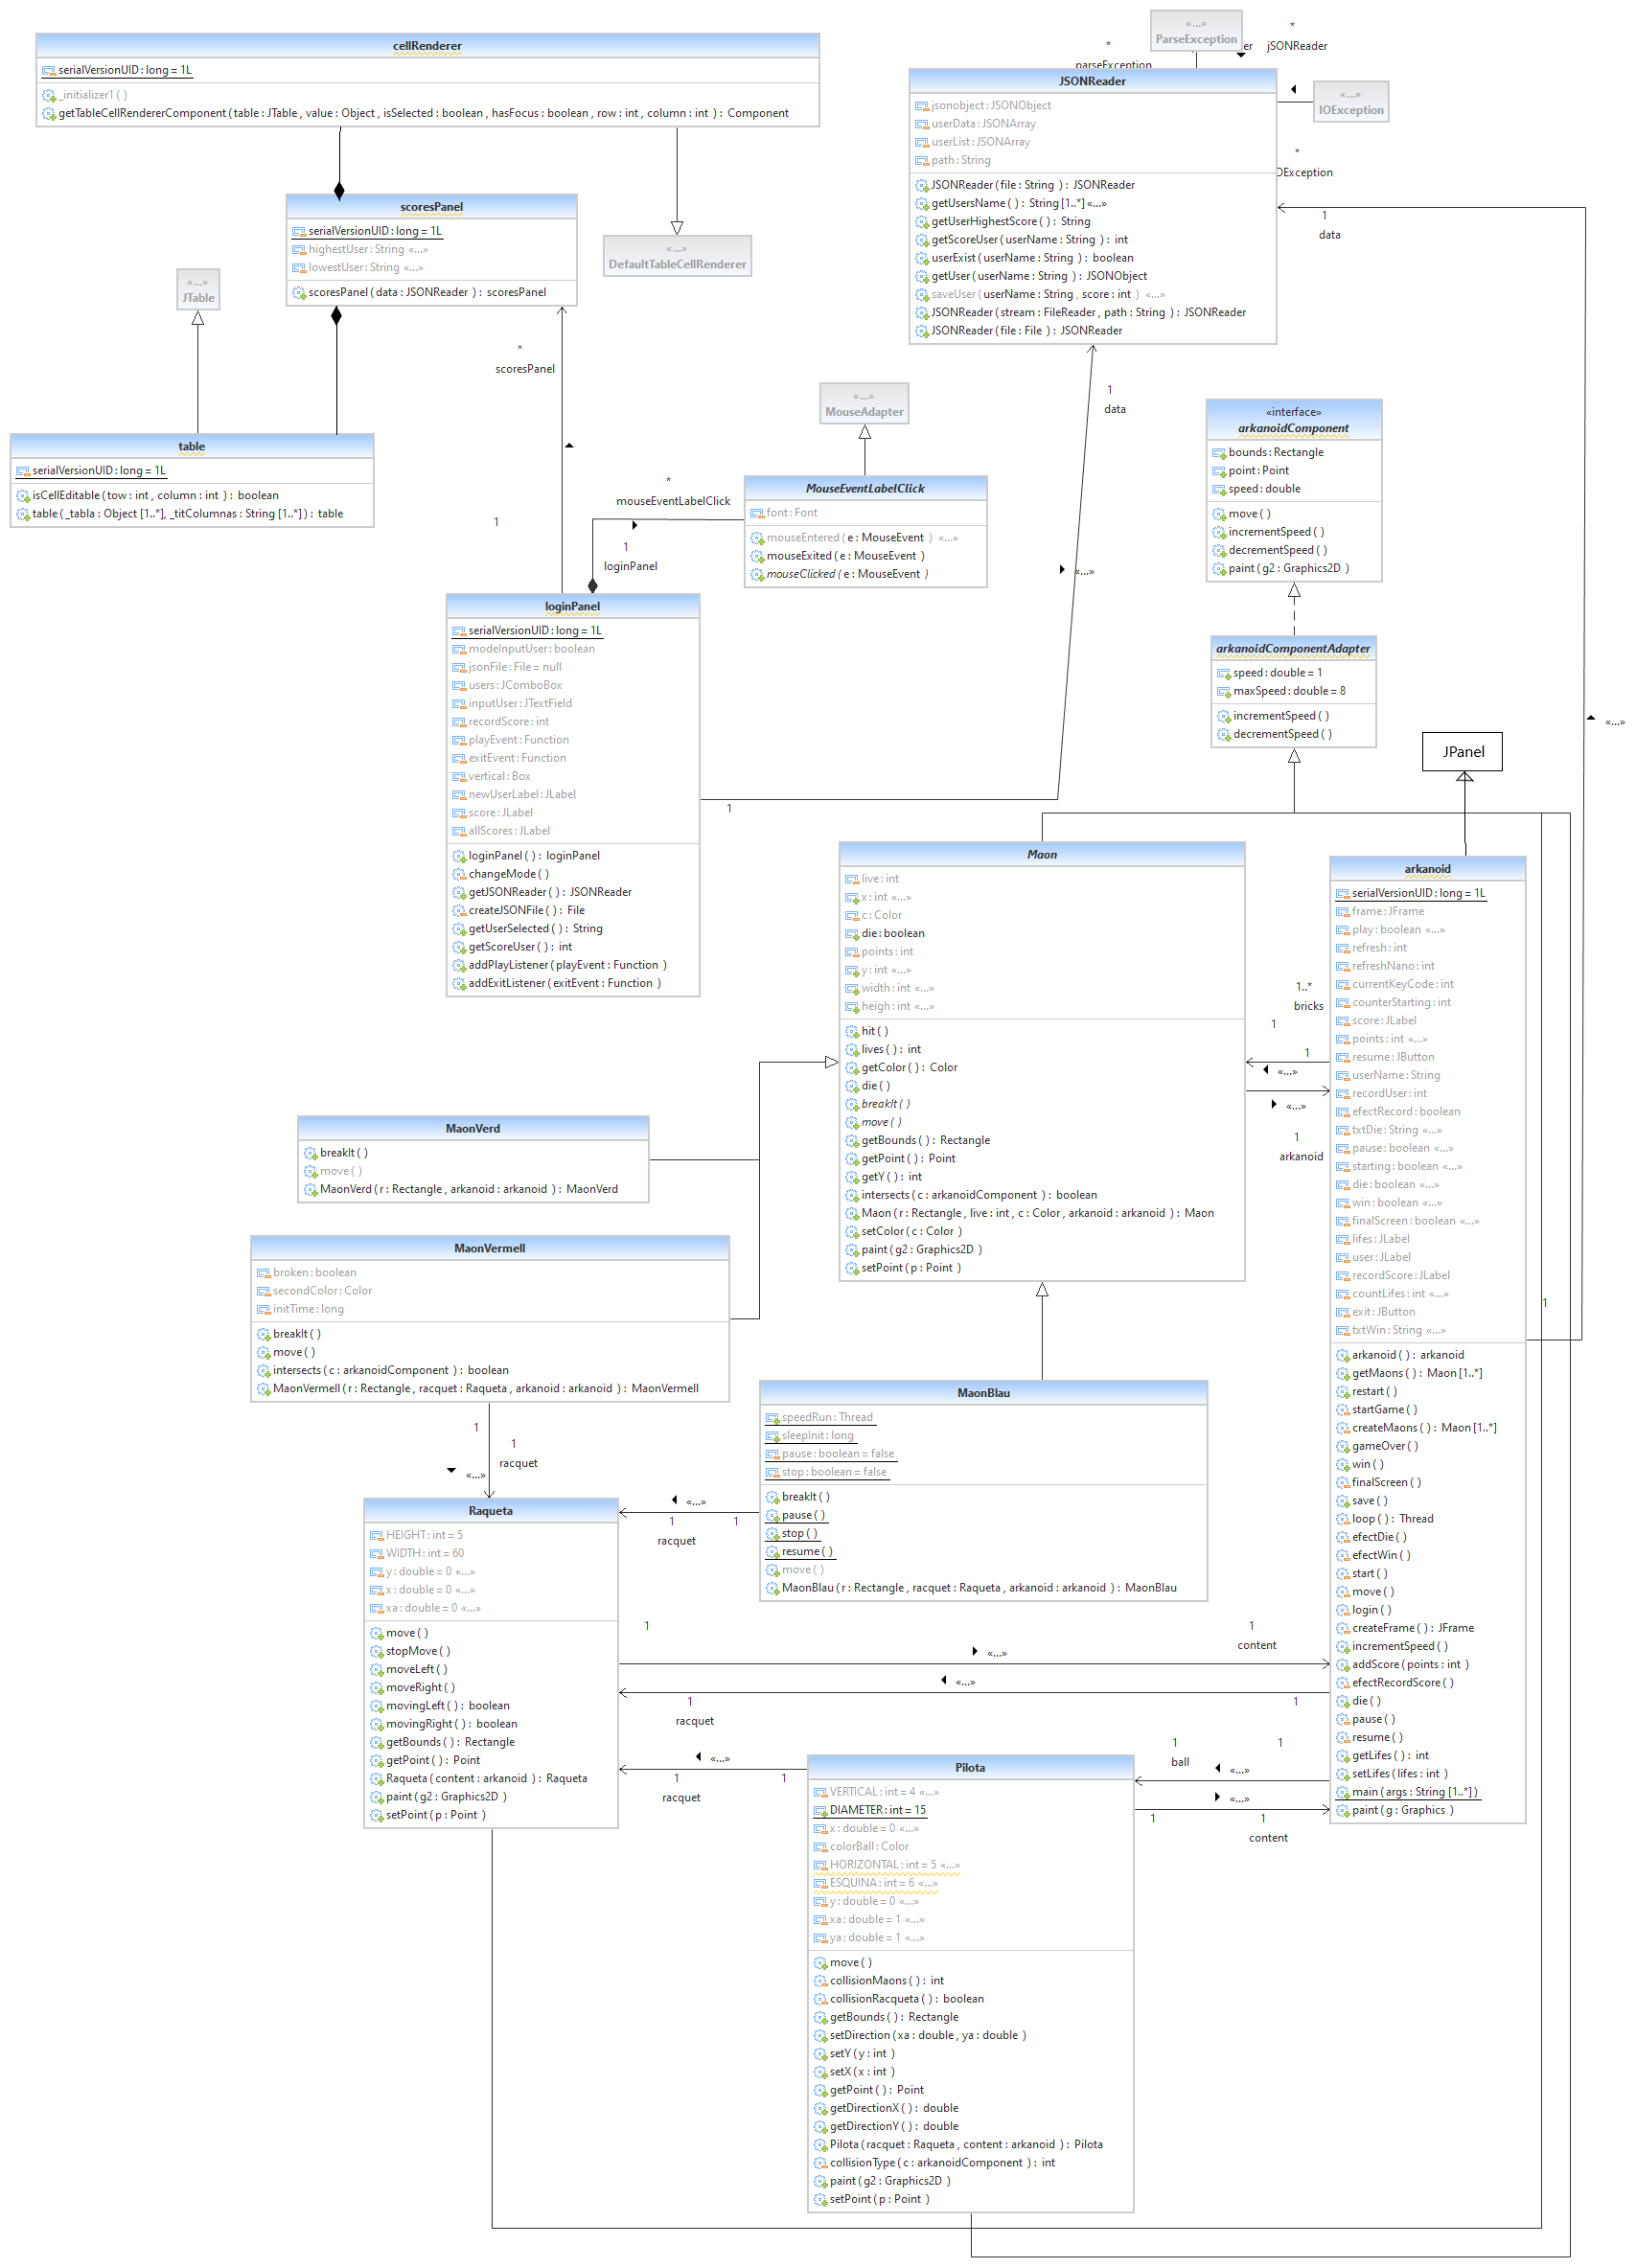 cellRenderer
serialVersionUID : long = 1L
_initializer1 ( )
getTableCellRendererComponent ( table : JTable , value : Object , isSelected : boolean , hasFocus : boolean , row : int , column : int ) : Component
«...»
ParseException
*
parseException
er
*
jSONReader
JSONReader
jsonobject : JSONObject
userData : JSONArray
userList : JSONArray
path : String
JSONReader ( file : String ) : JSONReader
getUsersName ( ) : String [1..*] «...»
getUserHighestScore ( ) : String
getScoreUser ( userName : String ) : int
userExist ( userName : String ) : boolean
getUser ( userName : String ) : JSONObject
saveUser ( userName : String , score : int ) «...»
JSONReader ( stream : FileReader , path : String ) : JSONReader
JSONReader ( file : File ) : JSONReader
«...»
IOException
*
OException
1
data
scoresPanel
serialVersionUID : long = 1L
highestUser : String «...»
lowestUser : String «...»
scoresPanel ( data : JSONReader ) : scoresPanel
«...»
DefaultTableCellRenderer
«...»
JTable
*
scoresPanel
1
data
«...»
MouseAdapter
«interface»
arkanoidComponent
bounds : Rectangle
point : Point
speed : double
move ( )
incrementSpeed ( )
decrementSpeed ( )
paint ( g2 : Graphics2D )
table
serialVersionUID : long = 1L
isCellEditable ( tow : int , column : int ) : boolean
table ( _tabla : Object [1..*], _titColumnas : String [1..*] ) : table
1
*
mouseEventLabelClick
1
loginPanel
MouseEventLabelClick
font : Font
mouseEntered ( e : MouseEvent ) «...»
mouseExited ( e : MouseEvent )
mouseClicked ( e : MouseEvent )
«...»
loginPanel
serialVersionUID : long = 1L
modeInputUser : boolean
jsonFile : File = null
users : JComboBox
inputUser : JTextField
recordScore : int
playEvent : Function
exitEvent : Function
vertical : Box
newUserLabel : JLabel
score : JLabel
allScores : JLabel
loginPanel ( ) : loginPanel
changeMode ( )
getJSONReader ( ) : JSONReader
createJSONFile ( ) : File
getUserSelected ( ) : String
getScoreUser ( ) : int
addPlayListener ( playEvent : Function )
addExitListener ( exitEvent : Function )
1
arkanoidComponentAdapter
speed : double = 1
maxSpeed : double = 8
incrementSpeed ( )
decrementSpeed ( )
«...»
JPanel
Maon
live : int
x : int «...»
c : Color
die : boolean
points : int
y : int «...»
width : int «...»
heigh : int «...»
hit ( )
lives ( ) : int
getColor ( ) : Color
die ( )
breakIt ( )
move ( )
getBounds ( ) : Rectangle
getPoint ( ) : Point
getY ( ) : int
intersects ( c : arkanoidComponent ) : boolean
Maon ( r : Rectangle , live : int , c : Color , arkanoid : arkanoid ) : Maon
setColor ( c : Color )
paint ( g2 : Graphics2D )
setPoint ( p : Point )
1..*
bricks
1
1
«...»
«...»
1
arkanoid
arkanoid
serialVersionUID : long = 1L
frame : JFrame
play : boolean «...»
refresh : int
refreshNano : int
currentKeyCode : int
counterStarting : int
score : JLabel
points : int «...»
resume : JButton
userName : String
recordUser : int
efectRecord : boolean
txtDie : String «...»
pause : boolean «...»
starting : boolean «...»
die : boolean «...»
win : boolean «...»
finalScreen : boolean «...»
lifes : JLabel
user : JLabel
recordScore : JLabel
countLifes : int «...»
exit : JButton
txtWin : String «...»
arkanoid ( ) : arkanoid
getMaons ( ) : Maon [1..*]
restart ( )
startGame ( )
createMaons ( ) : Maon [1..*]
gameOver ( )
win ( )
finalScreen ( )
save ( )
loop ( ) : Thread
efectDie ( )
efectWin ( )
start ( )
move ( )
login ( )
createFrame ( ) : JFrame
incrementSpeed ( )
addScore ( points : int )
efectRecordScore ( )
die ( )
pause ( )
resume ( )
getLifes ( ) : int
setLifes ( lifes : int )
main ( args : String [1..*] )
paint ( g : Graphics )
1
MaonVerd
breakIt ( )
move ( )
MaonVerd ( r : Rectangle , arkanoid : arkanoid ) : MaonVerd
MaonVermell
broken : boolean
secondColor : Color
initTime : long
breakIt ( )
move ( )
intersects ( c : arkanoidComponent ) : boolean
MaonVermell ( r : Rectangle , racquet : Raqueta , arkanoid : arkanoid ) : MaonVermell
1
1
racquet
«...»
MaonBlau
speedRun : Thread
sleepInit : long
pause : boolean = false
stop : boolean = false
breakIt ( )
pause ( )
stop ( )
resume ( )
move ( )
MaonBlau ( r : Rectangle , racquet : Raqueta , arkanoid : arkanoid ) : MaonBlau
«...»
1
1
racquet
Raqueta
HEIGHT : int = 5
WIDTH : int = 60
y : double = 0 «...»
x : double = 0 «...»
xa : double = 0 «...»
move ( )
stopMove ( )
moveLeft ( )
moveRight ( )
movingLeft ( ) : boolean
movingRight ( ) : boolean
getBounds ( ) : Rectangle
getPoint ( ) : Point
Raqueta ( content : arkanoid ) : Raqueta
paint ( g2 : Graphics2D )
setPoint ( p : Point )
1
1
content
«...»
«...»
1
racquet
1
«...»
1
1
racquet
1
ball
1
«...»
«...»
1
1
content
Pilota
VERTICAL : int = 4 «...»
DIAMETER : int = 15
x : double = 0 «...»
colorBall : Color
HORIZONTAL : int = 5 «...»
ESQUINA : int = 6 «...»
y : double = 0 «...»
xa : double = 1 «...»
ya : double = 1 «...»
move ( )
collisionMaons ( ) : int
collisionRacqueta ( ) : boolean
getBounds ( ) : Rectangle
setDirection ( xa : double , ya : double )
setY ( y : int )
setX ( x : int )
getPoint ( ) : Point
getDirectionX ( ) : double
getDirectionY ( ) : double
Pilota ( racquet : Raqueta , content : arkanoid ) : Pilota
collisionType ( c : arkanoidComponent ) : int
paint ( g2 : Graphics2D )
setPoint ( p : Point )